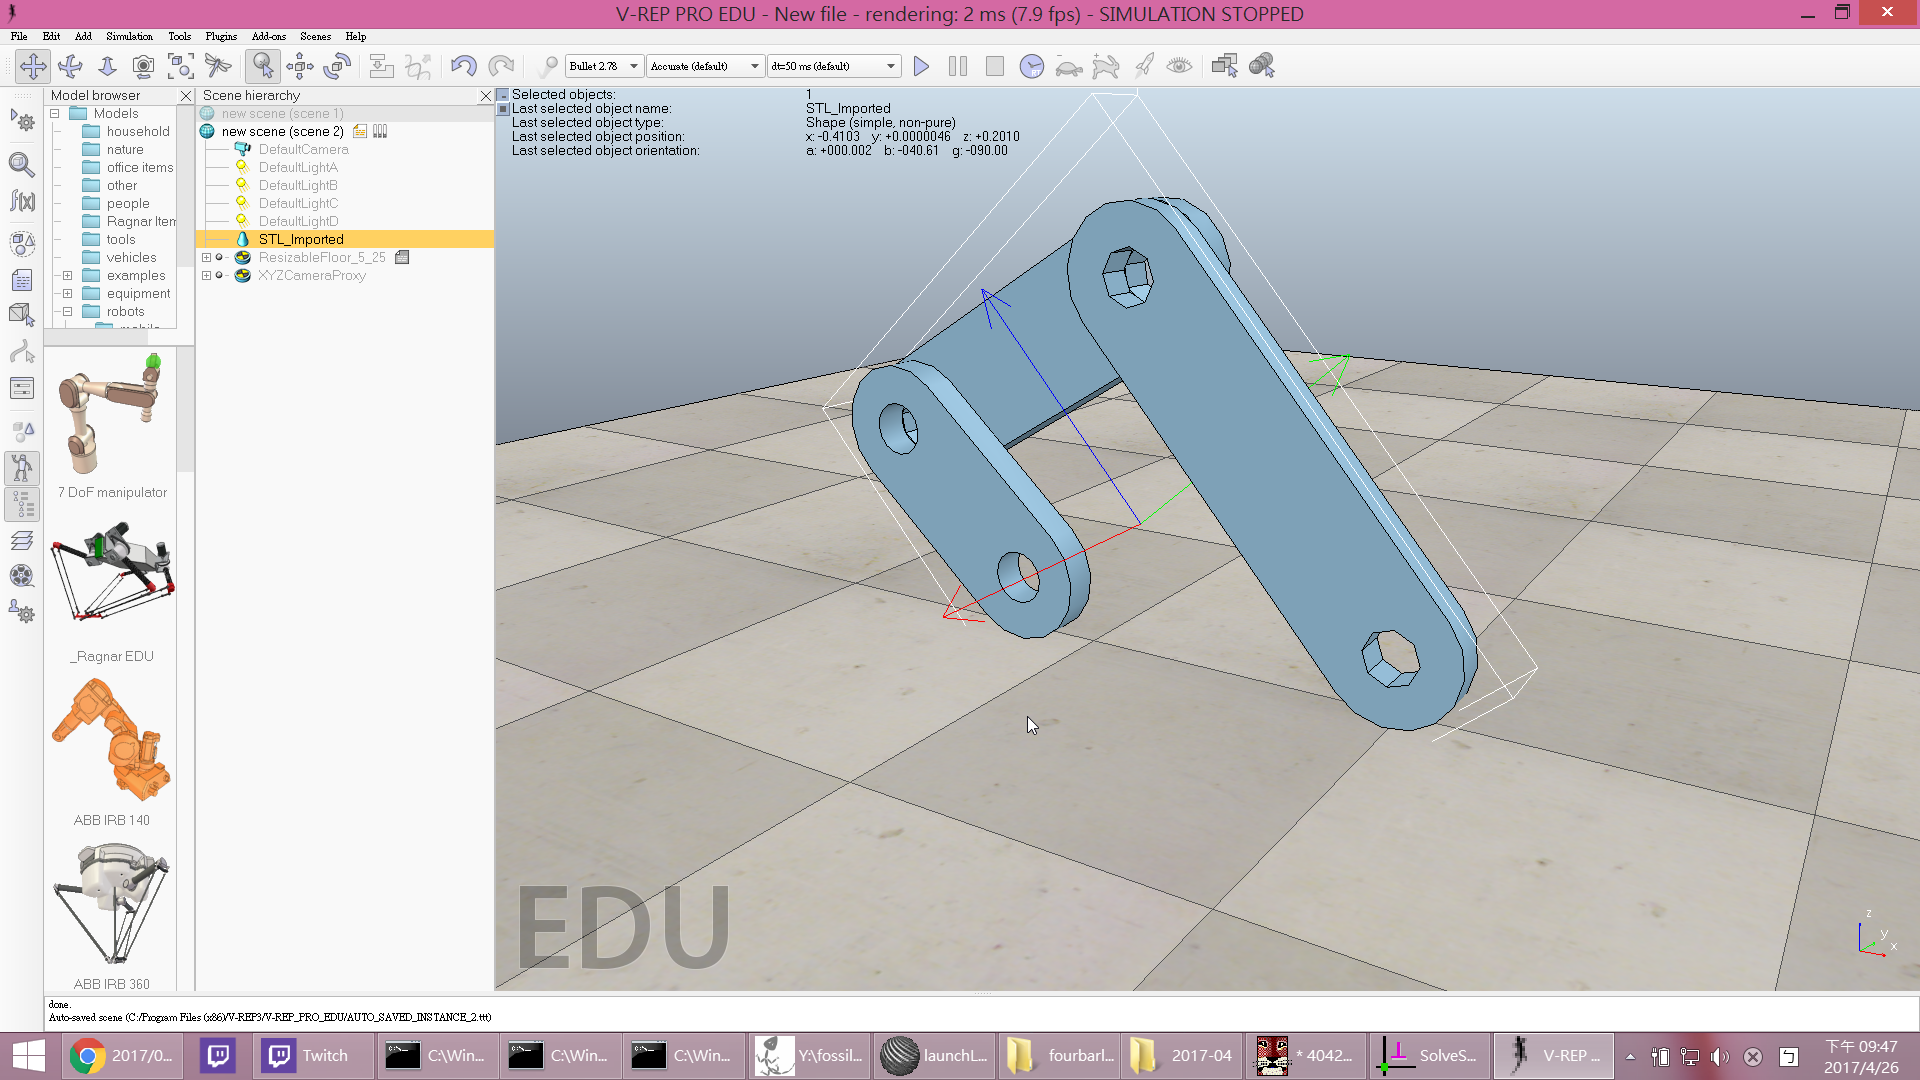 V-REP PRO EDU - New file - rendering: 2 ms (7.9 fps) - SIMULATION STOPPED
File Edit Add Simulation Tools Plugins Add-ons Scenes Help
Bullet 2.78 Accurate (default) dt=50 ms (default)
Model browser
Models
household
nature
office items
other
people
Ragnar Item
tools
vehicles
examples
equipment
robots
7 DoF manipulator
_Ragnar EDU
ABB IRB 140
ABB IRB 360
Scene hierarchy
new scene (scene 1)
new scene (scene 2)
DefaultCamera
DefaultLightA
DefaultLightB
DefaultLightC
DefaultLightD
STL_Imported
ResizableFloor_5_25
XYZCameraProxy
Selected objects: 1
Last selected object name: STL_Imported
Last selected object type: Shape (simple, non-pure)
Last selected object position: x: -0.4103 y: +0.0000046 z: +0.2010
Last selected object orientation: a: +000.002 b: -040.61 g: -090.00
EDU
z
y
x
done.
Auto-saved scene (C:/Program Files (x86)/V-REP3/V-REP_PRO_EDU/AUTO_SAVED_INSTANCE_2.ttt)
2017/0... Twitch C:\Win... C:\Win... C:\Win... Y:\fossil... launchL... fourbarl... 2017-04 * 4042... SolveS... V-REP ...
下午 09:47
2017/4/26